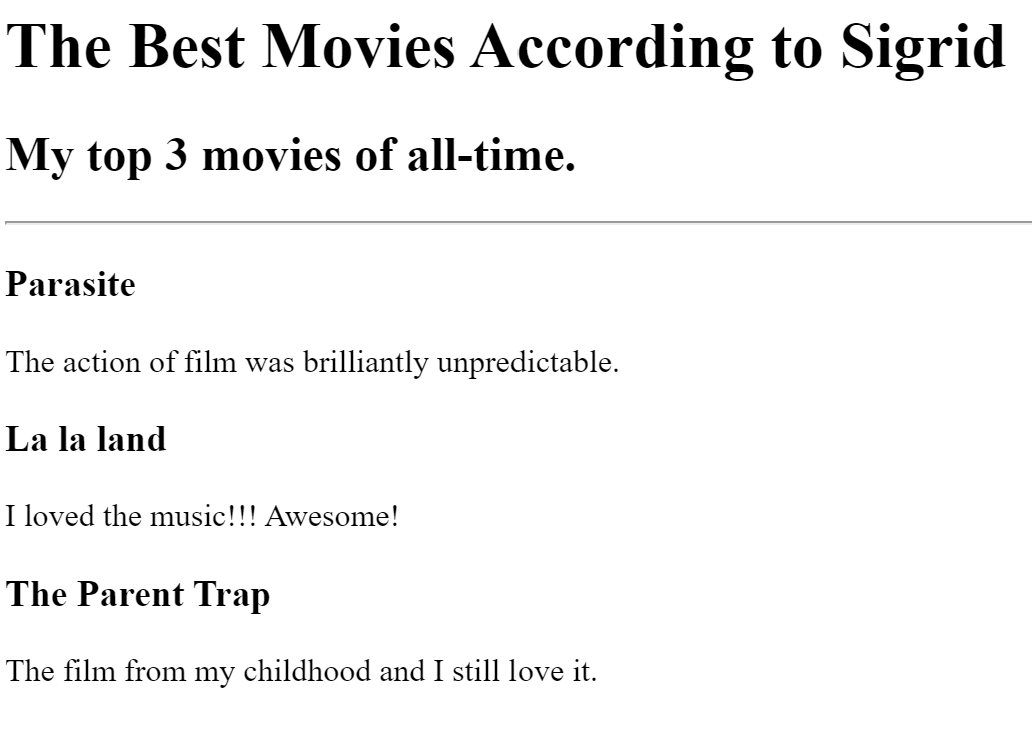 The Best Movies According to Sigrid
My top 3 movies of all-time.
Parasite
The action of film was brilliantly unpredictable.
La la land
I loved the music!!! Awesome!
The Parent Trap
The film from my childhood and I still love it.